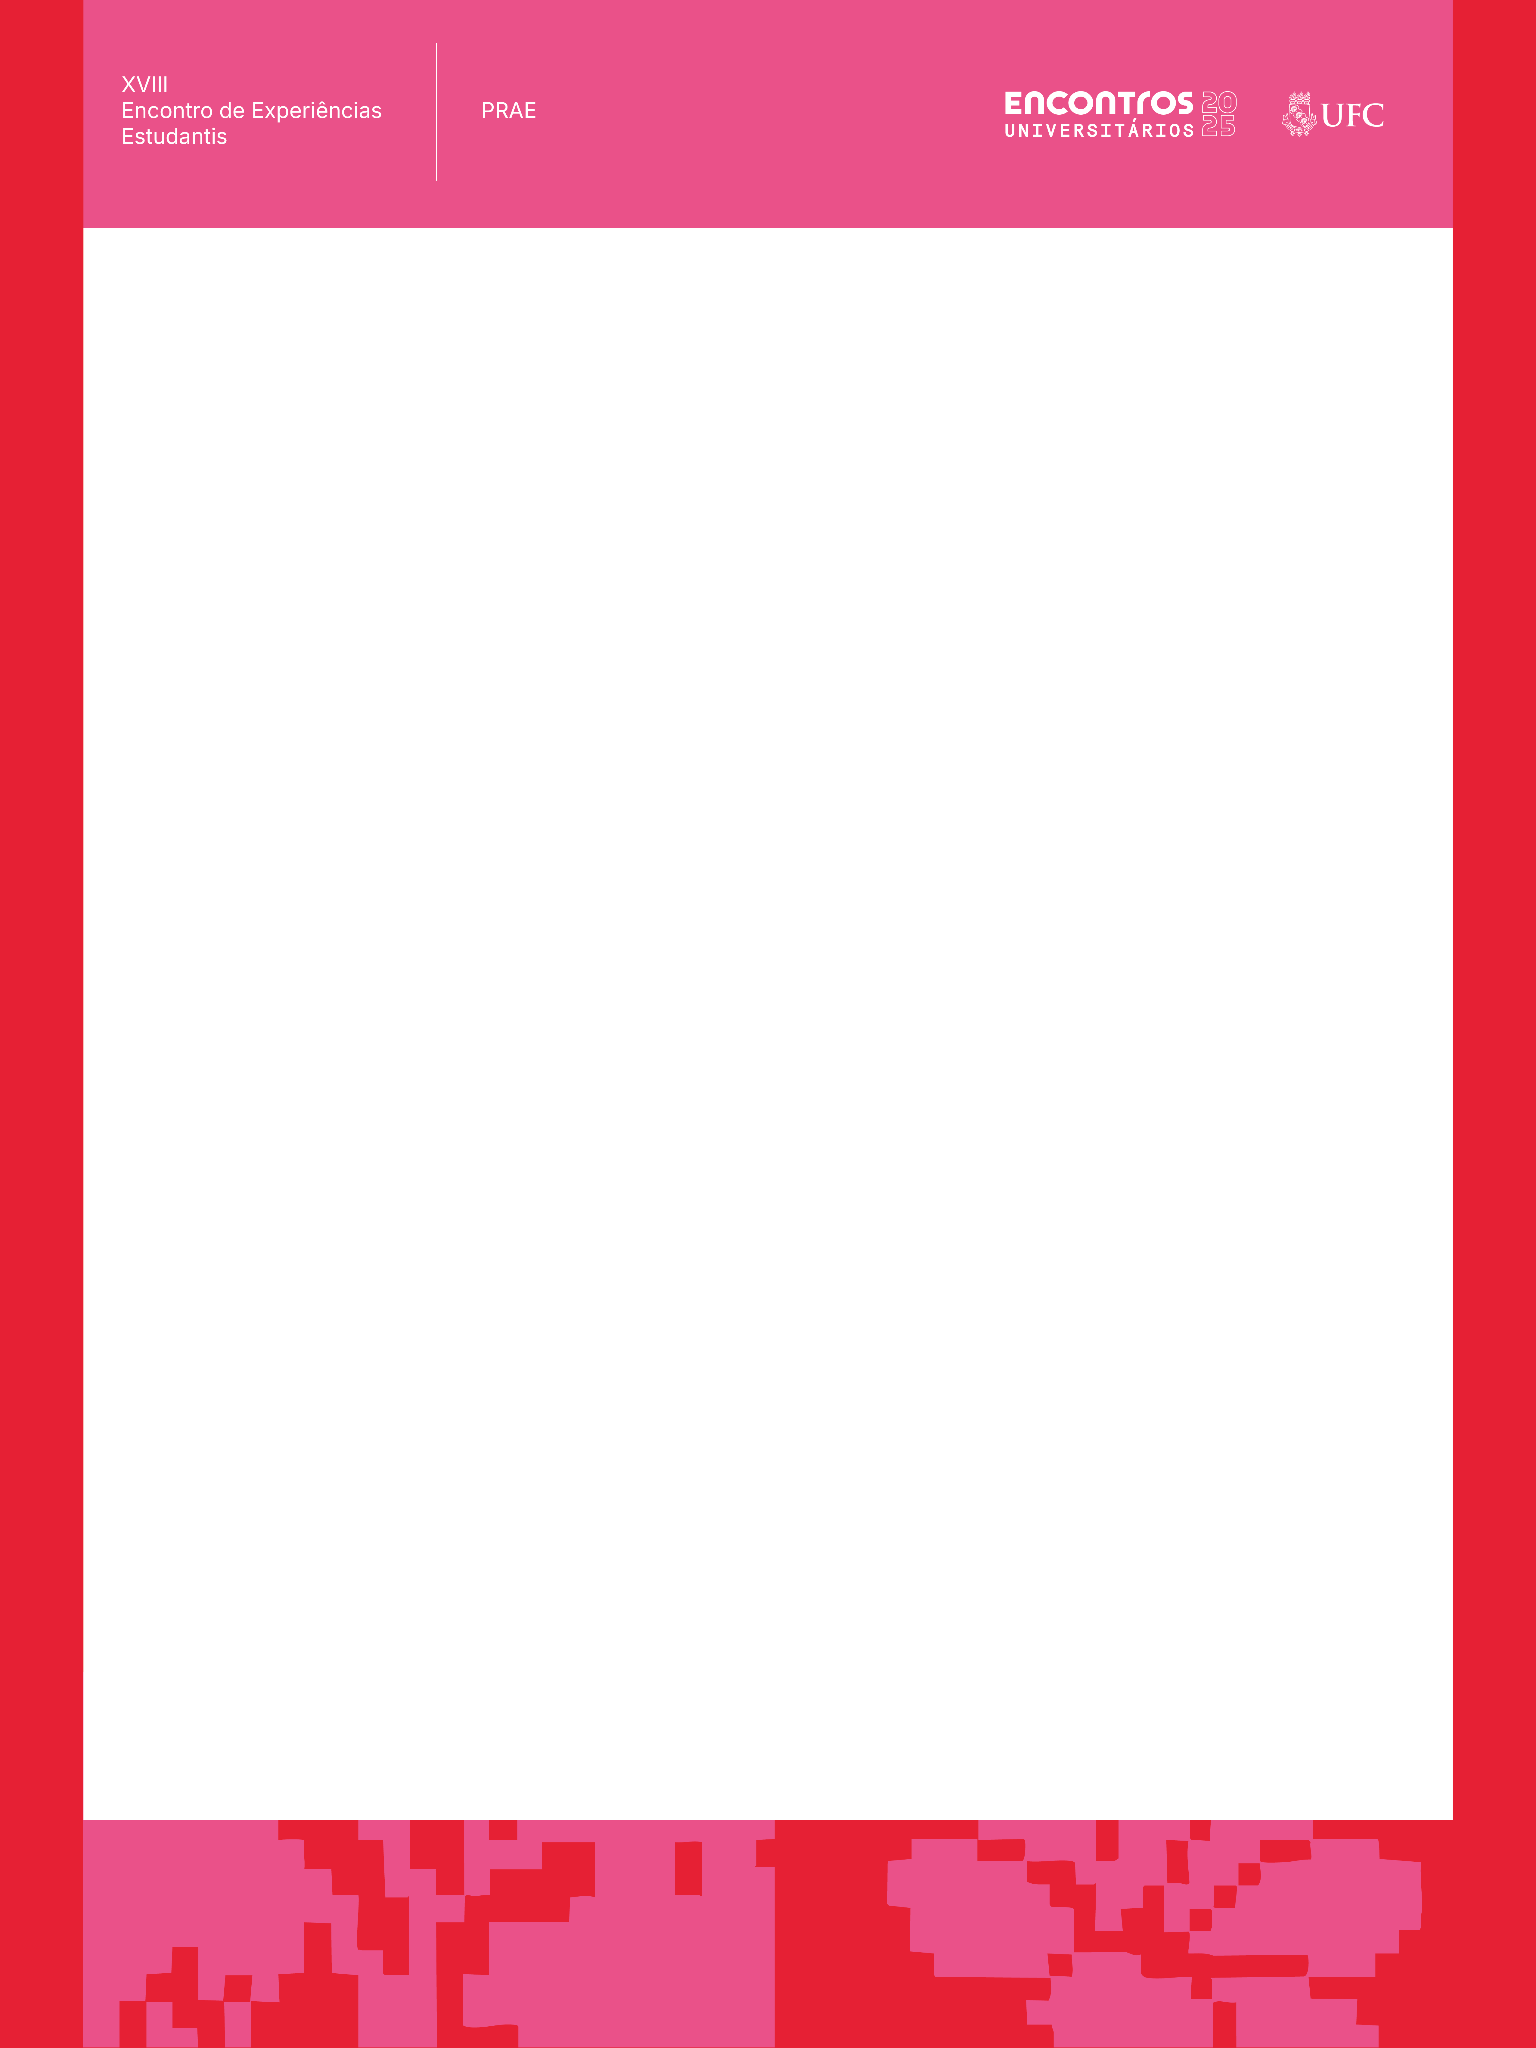 XVIII
Encontro de Experiências
Estudantis
PRAE
ENCONTROS 20
UNIVERSITÁRIOS 25
UFC